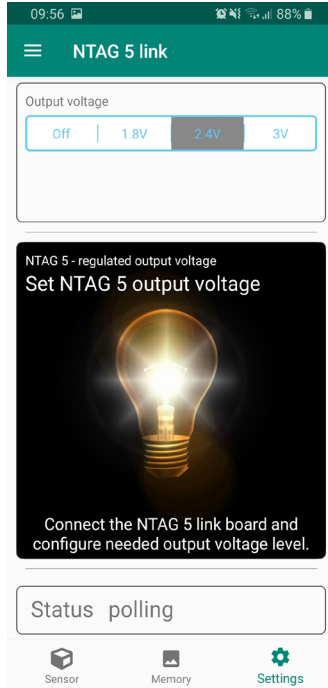 09:56 88%
NTAG 5 link
Output voltage
Off 1.8V 2.4V 3V
NTAG 5 - regulated output voltage
Set NTAG 5 output voltage
Connect the NTAG 5 link board and
configure needed output voltage level.
Status polling
Sensor Memory Settings